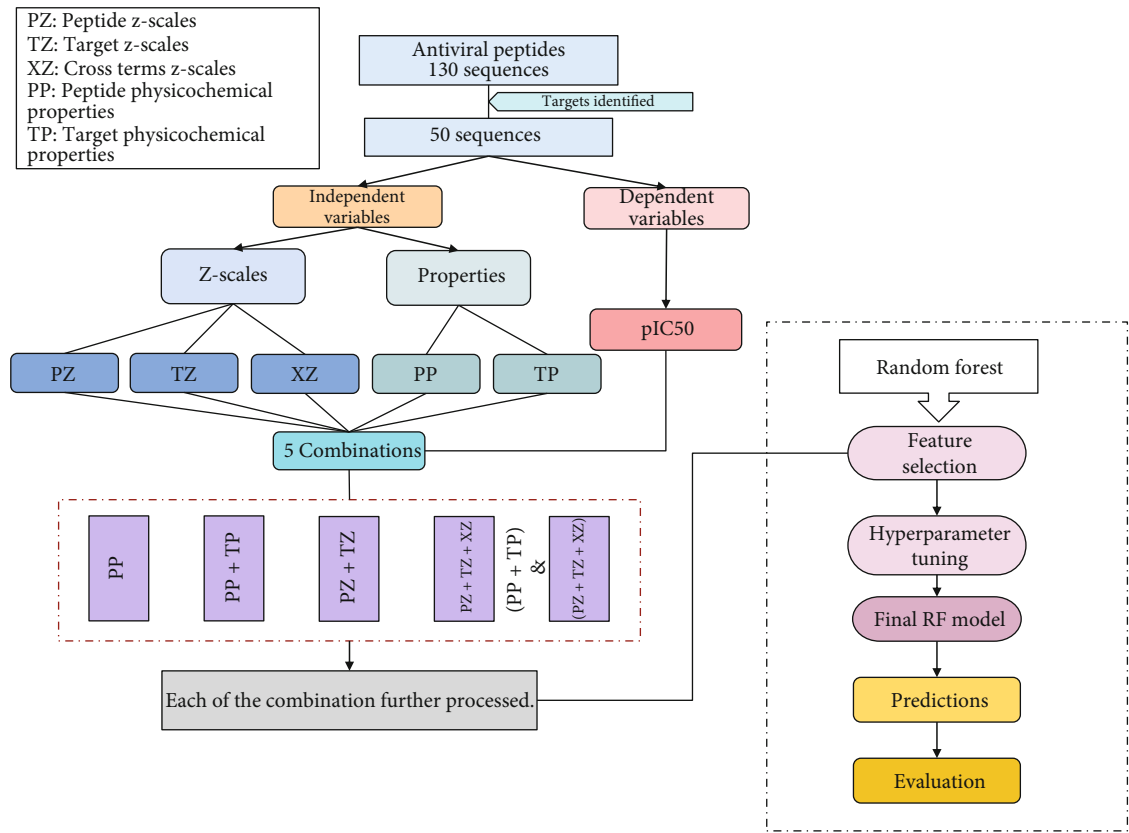 PZ: Peptide z-scales
TZ: Target z-scales
XZ: Cross terms z-scales
PP: Peptide physicochemical
properties
TP: Target physicochemical
properties
Antiviral peptides
130 sequences
Targets identified
50 sequences
Independent
variables
Dependent
variables
Z-scales
Properties
pIC50
PZ
TZ
XZ
PP
TP
5 Combinations
PP
PP + TP
PZ + TZ
PZ + TZ + XZ
(PP + TP)
&
(PZ + TZ + XZ)
Each of the combination further processed.
Random forest
Feature
selection
Hyperparameter
tuning
Final RF model
Predictions
Evaluation